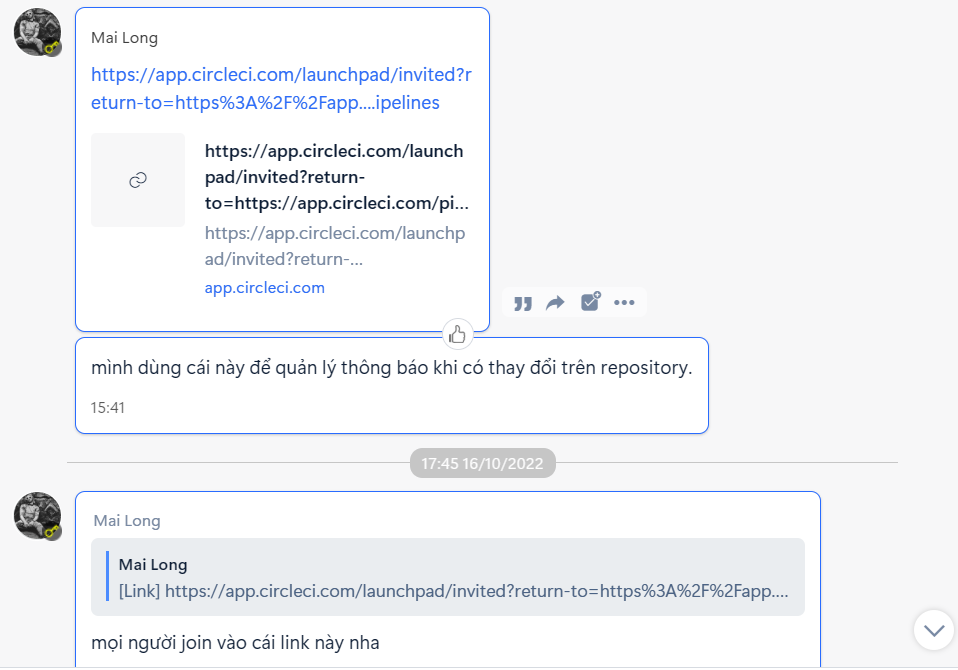 Mai Long
https://app.circleci.com/launchpad/invited?r
eturn-to=https%3A%2F%2Fapp....ipelines
https://app.circleci.com/launch
pad/invited?return-
to=https://app.circleci.com/pi...
https://app.circleci.com/launchp
ad/invited?return-...
app.circleci.com
mình dùng cái này để quản lý thông báo khi có thay đổi trên repository.
15:41
17:45 16/10/2022
Mai Long
Mai Long
[Link] https://app.circleci.com/launchpad/invited?return-to=https%3A%2F%2Fapp....
mọi người join vào cái link này nha